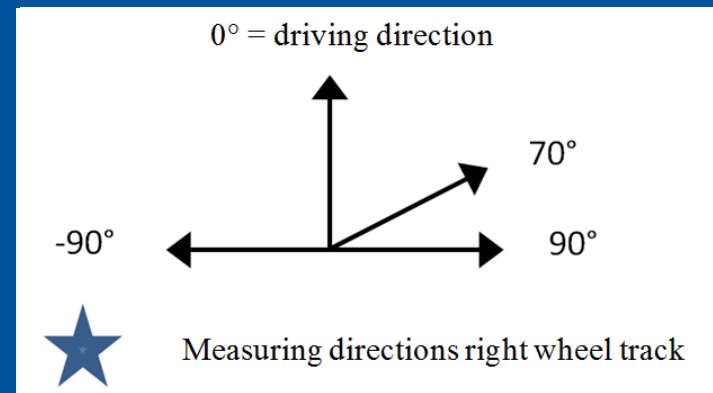 0° = driving direction
70°
-90°
90°
Measuring directions right wheel track